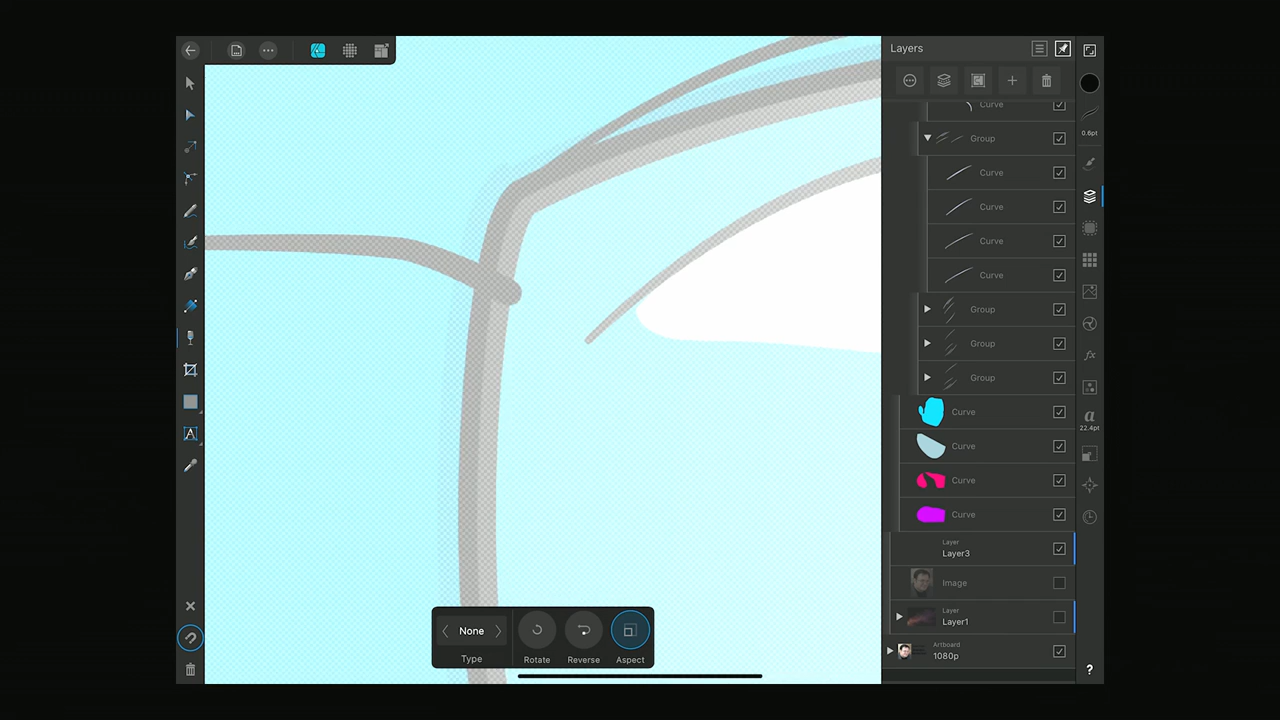 Layers
Curve
0.6pt
Group
Curve
Curve
Curve
Curve
Group
Group
Group
Curve
fx
a
22.4pt
Curve
Curve
Curve
Layer
Layer3
Image
Layer
Layer1
Artboard
1080p
?
A
None
Type
Rotate
Reverse
Aspect